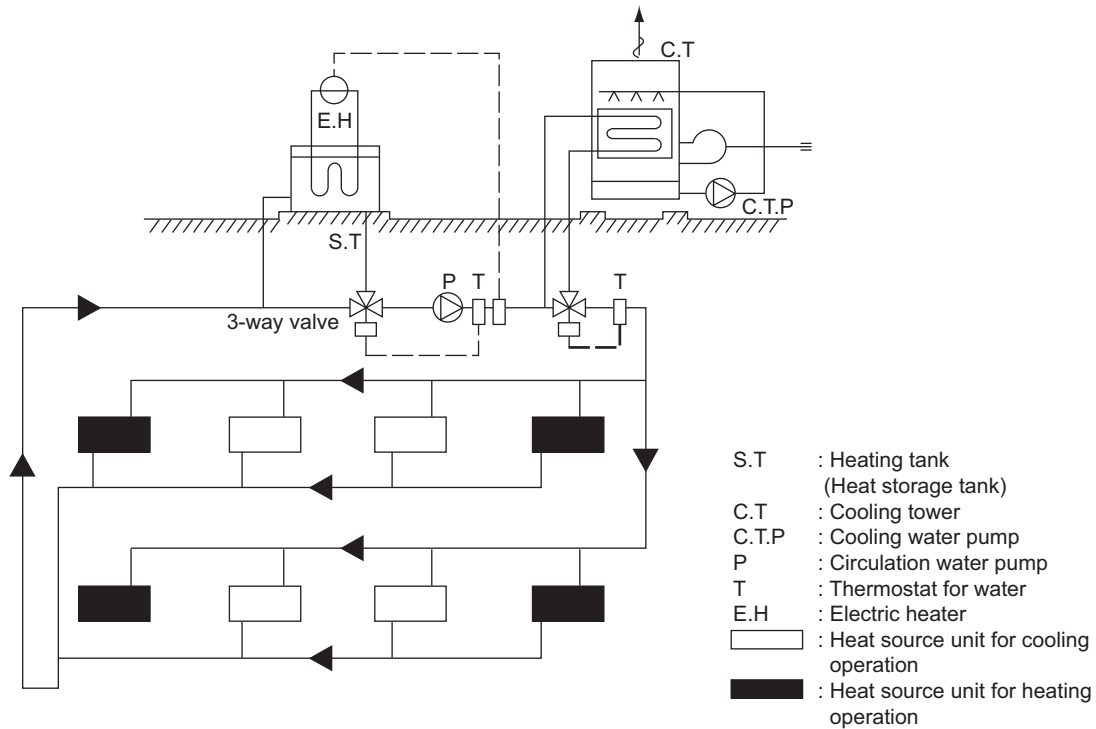 C.T
E.H
C.T.P
S.T
P
T
T
3-way valve
S.T : Heating tank
(Heat storage tank)
C.T : Cooling tower
C.T.P : Cooling water pump
P : Circulation water pump
T : Thermostat for water
E.H : Electric heater
: Heat source unit for cooling
operation
: Heat source unit for heating
operation